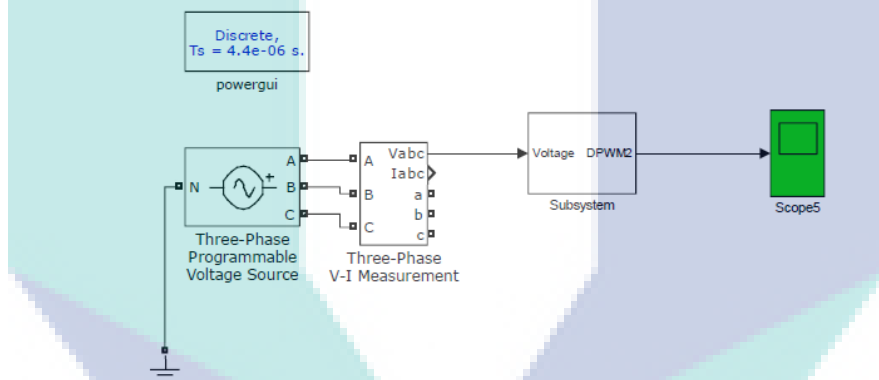 Discrete,
Ts = 4.4e-06 s.
powergui
N
A
B
C
Three-Phase
Programmable
Voltage Source
A
B
C
Vabc
Iabc
a
b
c
Three-Phase
V-I Measurement
Voltage DPWM2
Subsystem
Scope5